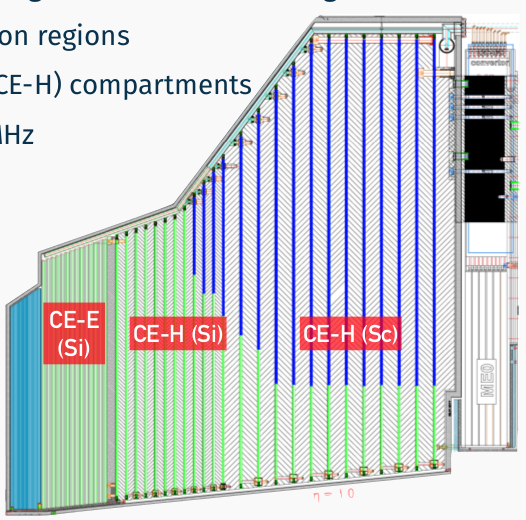 on regions
CE-H) compartments
MHz
CE-E
(Si)
CE-H (Si)
CE-H (Sc)
ME0
η = 1 0